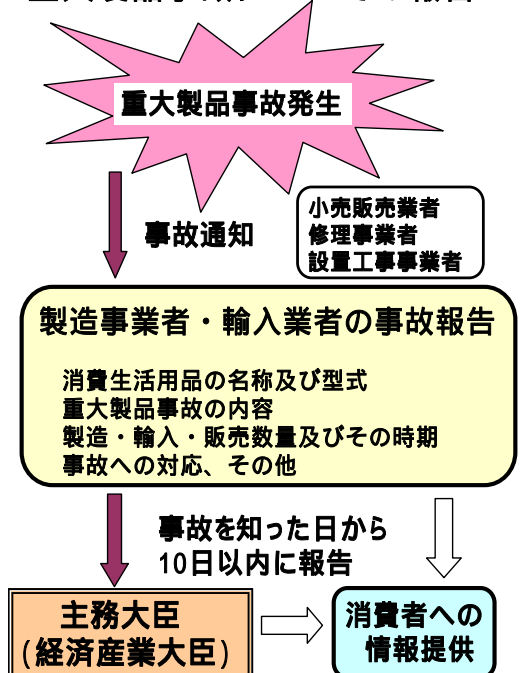 重大製品事故発生
事故通知
小売販売業者
修理事業者
設置工事事業者
製造事業者・輸入業者の事故報告
消費生活用品の名称及び型式
重大製品事故の内容
製造・輸入・販売数量及びその時期
事故への対応、その他
事故を知った日から
10日以内に報告
主務大臣
(経済産業大臣)
消費者への
情報提供